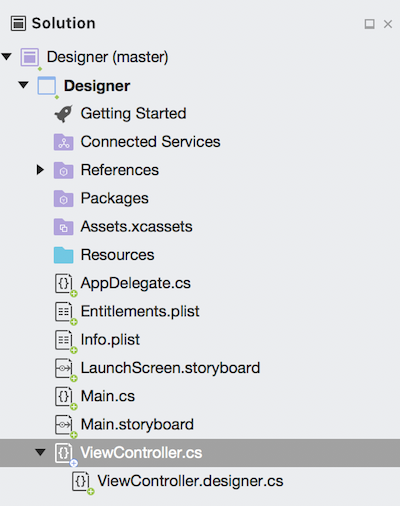 Solution
Designer (master)
Designer
Getting Started
Connected Services
References
Packages
Assets.xcassets
Resources
AppDelegate.cs
Entitlements.plist
Info.plist
LaunchScreen.storyboard
Main.cs
Main.storyboard
ViewController.cs
ViewController.designer.cs